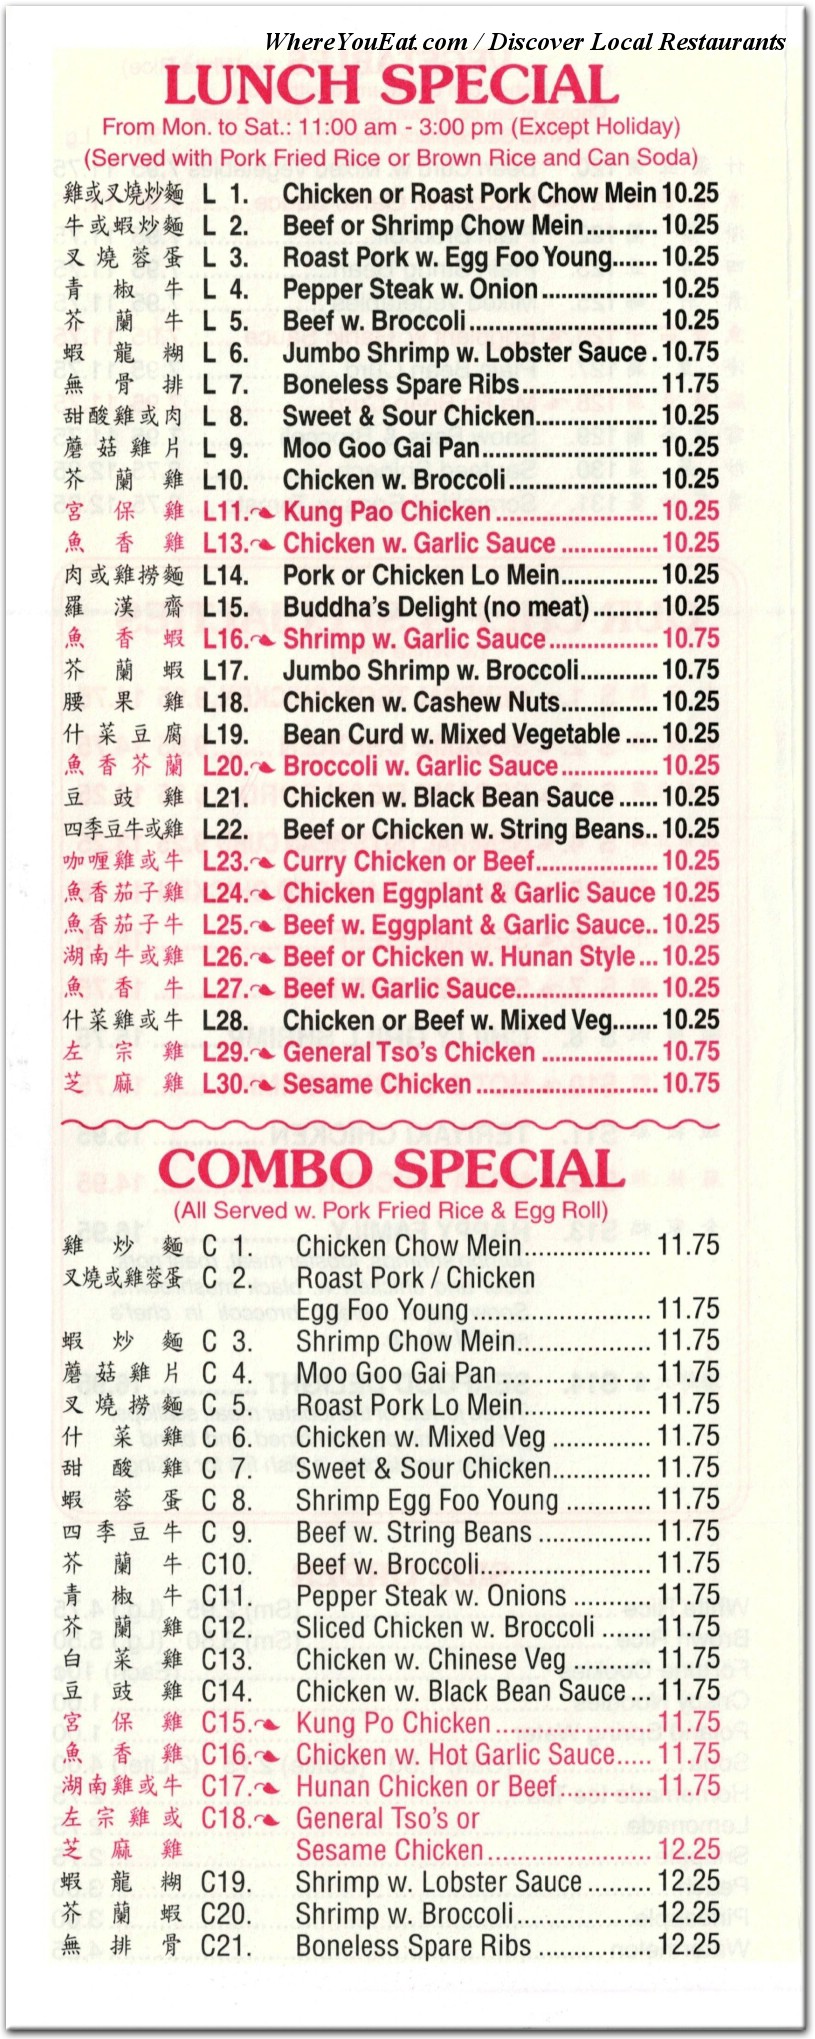 WhereYouEat.com / Discover Local Restaurants
LUNCH SPECIAL
From Mon. to Sat.: 11:00 am - 3:00 pm (Except Holiday)
(Served with Pork Fried Rice or Brown Rice and Can Soda)
雞或叉燒炒麵 L 1. Chicken or Roast Pork Chow Mein 10.25
牛或蝦炒麵 L 2. Beef or Shrimp Chow Mein ........... 10.25
叉燒蓉蛋 L 3. Roast Pork w. Egg Foo Young....... 10.25
青椒牛 L 4. Pepper Steak w. Onion ................. 10.25
芥蘭牛 L 5. Beef w. Broccoli ............................ 10.25
蝦龍糊 L 6. Jumbo Shrimp w. Lobster Sauce . 10.75
無骨排 L 7. Boneless Spare Ribs.................... 11.75
甜酸雞或肉 L 8. Sweet & Sour Chicken.................. 10.25
蘑菇雞片 L 9. Moo Goo Gai Pan.......................... 10.25
芥蘭雞 L10. Chicken w. Broccoli...................... 10.25
宮保雞 L11. Kung Pao Chicken ........................ 10.25
魚香雞 L13. Chicken w. Garlic Sauce .............. 10.25
肉或雞撈麵 L14. Pork or Chicken Lo Mein.............. 10.25
羅漢齋 L15. Buddha's Delight (no meat) .......... 10.25
魚香蝦 L16. Shrimp w. Garlic Sauce................ 10.75
芥蘭蝦 L17. Jumbo Shrimp w. Broccoli............ 10.75
腰果雞 L18. Chicken w. Cashew Nuts.............. 10.25
什菜豆腐 L19. Bean Curd w. Mixed Vegetable ..... 10.25
魚香芥蘭 L20. Broccoli w. Garlic Sauce .............. 10.25
豆豉雞 L21. Chicken w. Black Bean Sauce ...... 10.25
四季豆牛或雞 L22. Beef or Chicken w. String Beans.. 10.25
咖喱雞或牛 L23. Curry Chicken or Beef.................. 10.25
魚香茄子雞 L24. Chicken Eggplant & Garlic Sauce 10.25
魚香茄子牛 L25. Beef w. Eggplant & Garlic Sauce.. 10.25
湖南牛或雞 L26. Beef or Chicken w. Hunan Style ... 10.25
魚香牛 L27. Beef w. Garlic Sauce..................... 10.25
什菜雞或牛 L28. Chicken or Beef w. Mixed Veg....... 10.25
左宗雞 L29. General Tso's Chicken ................. 10.75
芝麻雞 L30. Sesame Chicken ........................... 10.75
COMBO SPECIAL
(All Served w. Pork Fried Rice & Egg Roll)
雞炒麵 C 1. Chicken Chow Mein................... 11.75
叉燒或雞蓉蛋 C 2. Roast Pork / Chicken
Egg Foo Young .......................... 11.75
蝦炒麵 C 3. Shrimp Chow Mein.................... 11.75
蘑菇雞片 C 4. Moo Goo Gai Pan ....................... 11.75
叉燒撈麵 C 5. Roast Pork Lo Mein................... 11.75
什菜雞 C 6. Chicken w. Mixed Veg ............... 11.75
甜酸雞 C 7. Sweet & Sour Chicken............... 11.75
蝦蓉蛋 C 8. Shrimp Egg Foo Young ............ 11.75
四季豆牛 C 9. Beef w. String Beans ................. 11.75
芥蘭牛 C10. Beef w. Broccoli......................... 11.75
青椒牛 C11. Pepper Steak w. Onions ........... 11.75
芥蘭雞 C12. Sliced Chicken w. Broccoli ........ 11.75
白菜雞 C13. Chicken w. Chinese Veg ............ 11.75
豆豉雞 C14. Chicken w. Black Bean Sauce ... 11.75
宮保雞 C15. Kung Po Chicken ....................... 11.75
魚香雞 C16. Chicken w. Hot Garlic Sauce..... 11.75
湖南雞或牛 C17. Hunan Chicken or Beef.............. 11.75
左宗雞或 C18. General Tso's or
芝麻雞 Sesame Chicken ........................ 12.25
蝦龍糊 C19. Shrimp w. Lobster Sauce .......... 12.25
芥蘭蝦 C20. Shrimp w. Broccoli..................... 12.25
無排骨 C21. Boneless Spare Ribs ................. 12.25